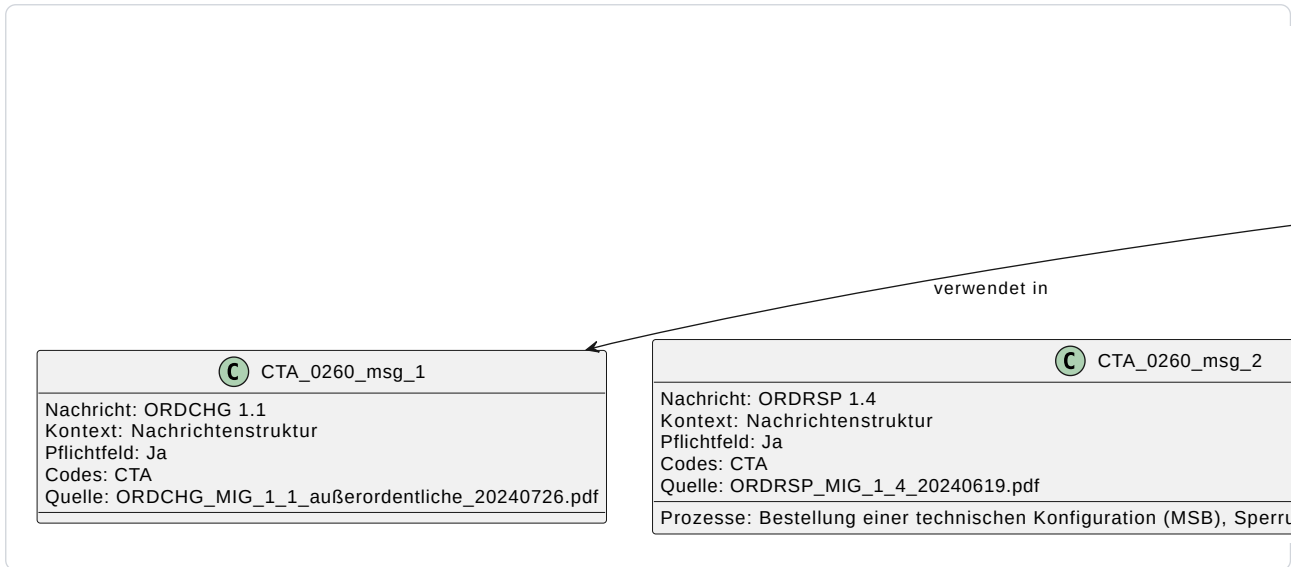 verwendet in
C CTA_0260_msg_1
Nachricht: ORDCHG 1.1
Kontext: Nachrichtenstruktur
Pflichtfeld: Ja
Codes: CTA
Quelle: ORDCHG_MIG_1_1_außerordentliche_20240726.pdf
C CTA_0260_msg_2
Nachricht: ORDRSP 1.4
Kontext: Nachrichtenstruktur
Pflichtfeld: Ja
Codes: CTA
Quelle: ORDRSP_MIG_1_4_20240619.pdf
Prozesse: Bestellung einer technischen Konfiguration (MSB),